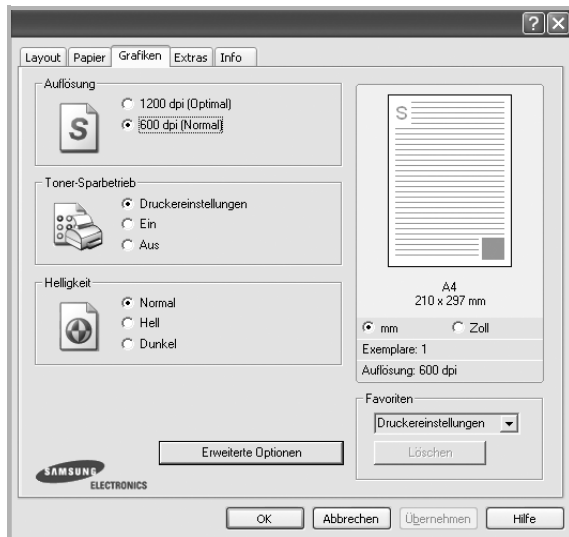 Layout Papier Grafiken Extras Info
Auflösung
1200 dpi (Optimal)
600 dpi (Normal)
S
Toner-Sparbetrieb
Druckereinstellungen
Ein
Aus
Helligkeit
Normal
Hell
Dunkel
Erweiterte Optionen
SAMSUNG
ELECTRONICS
S
A4
210 x 297 mm
mm Zoll
Exemplare: 1
Auflösung: 600 dpi
Favoriten
Druckereinstellungen
Löschen
OK Abbrechen Übernehmen Hilfe